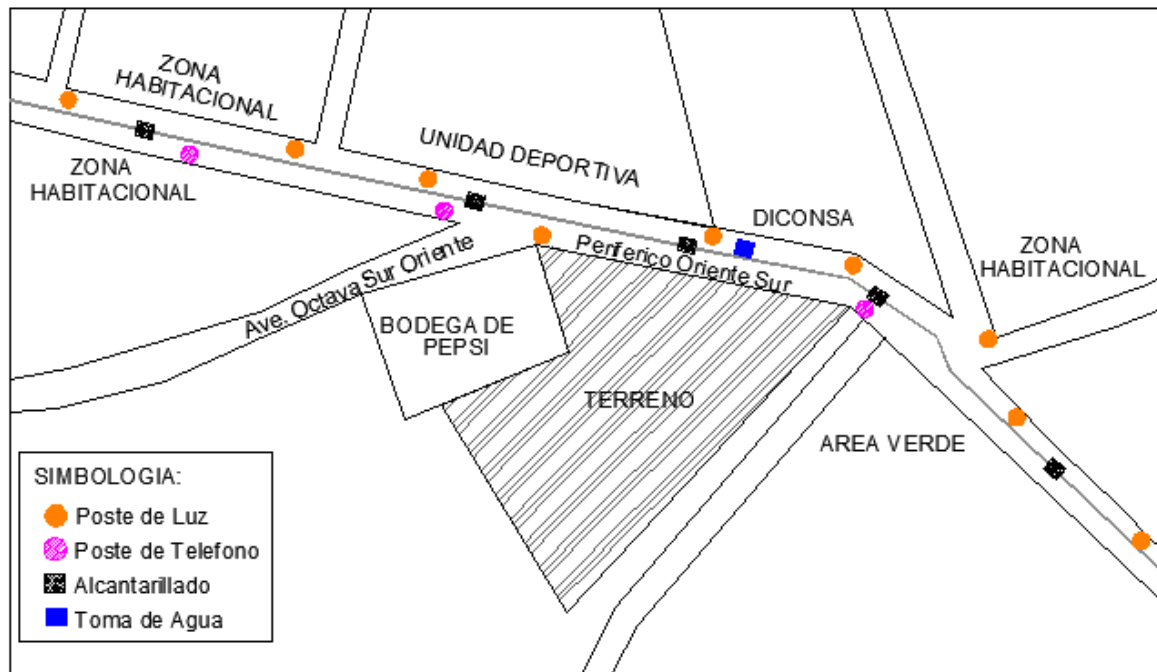 ZONA
HABITACIONAL
ZONA
HABITACIONAL
UNIDAD DEPORTIVA
DICONSA
ZONA
HABITACIONAL
Periferico Oriente Sur
Ave. Octava Sur Oriente
BODEGA DE
PEPSI
TERRENO
AREA VERDE
SIMBOLOGIA:
Poste de Luz
Poste de Telefono
Alcantarillado
Toma de Agua